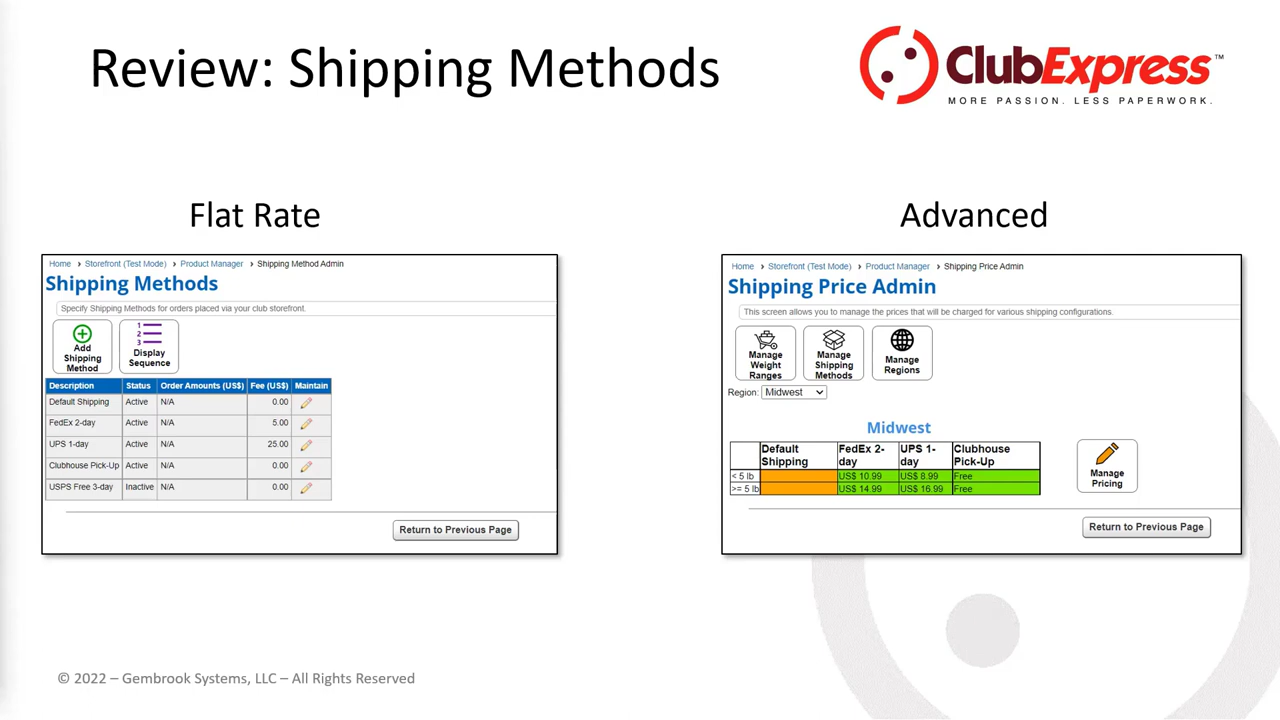 Review: Shipping Methods
ClubExpress™
MORE PASSION. LESS PAPERWORK.
Flat Rate
Home › Storefront (Test Mode) › Product Manager › Shipping Method Admin
Shipping Methods
Specify Shipping Methods for orders placed via your club storefront.
Add
Shipping
Method
1
2
3
Display
Sequence
Description Status Order Amounts (US$) Fee (US$) Maintain
Default Shipping Active N/A 0.00
FedEx 2-day Active N/A 5.00
UPS 1-day Active N/A 25.00
Clubhouse Pick-Up Active N/A 0.00
USPS Free 3-day Inactive N/A 0.00
Return to Previous Page
Advanced
Home › Storefront (Test Mode) › Product Manager › Shipping Price Admin
Shipping Price Admin
This screen allows you to manage the prices that will be charged for various shipping configurations.
Manage
Weight
Ranges
Manage
Shipping
Methods
Manage
Regions
Region: Midwest
Midwest
Default
Shipping
FedEx 2-
day
UPS 1-
day
Clubhouse
Pick-Up
< 5 lb US$ 10.99 US$ 8.99 Free
>= 5 lb US$ 14.99 US$ 16.99 Free
Manage
Pricing
Return to Previous Page
© 2022 – Gembrook Systems, LLC – All Rights Reserved